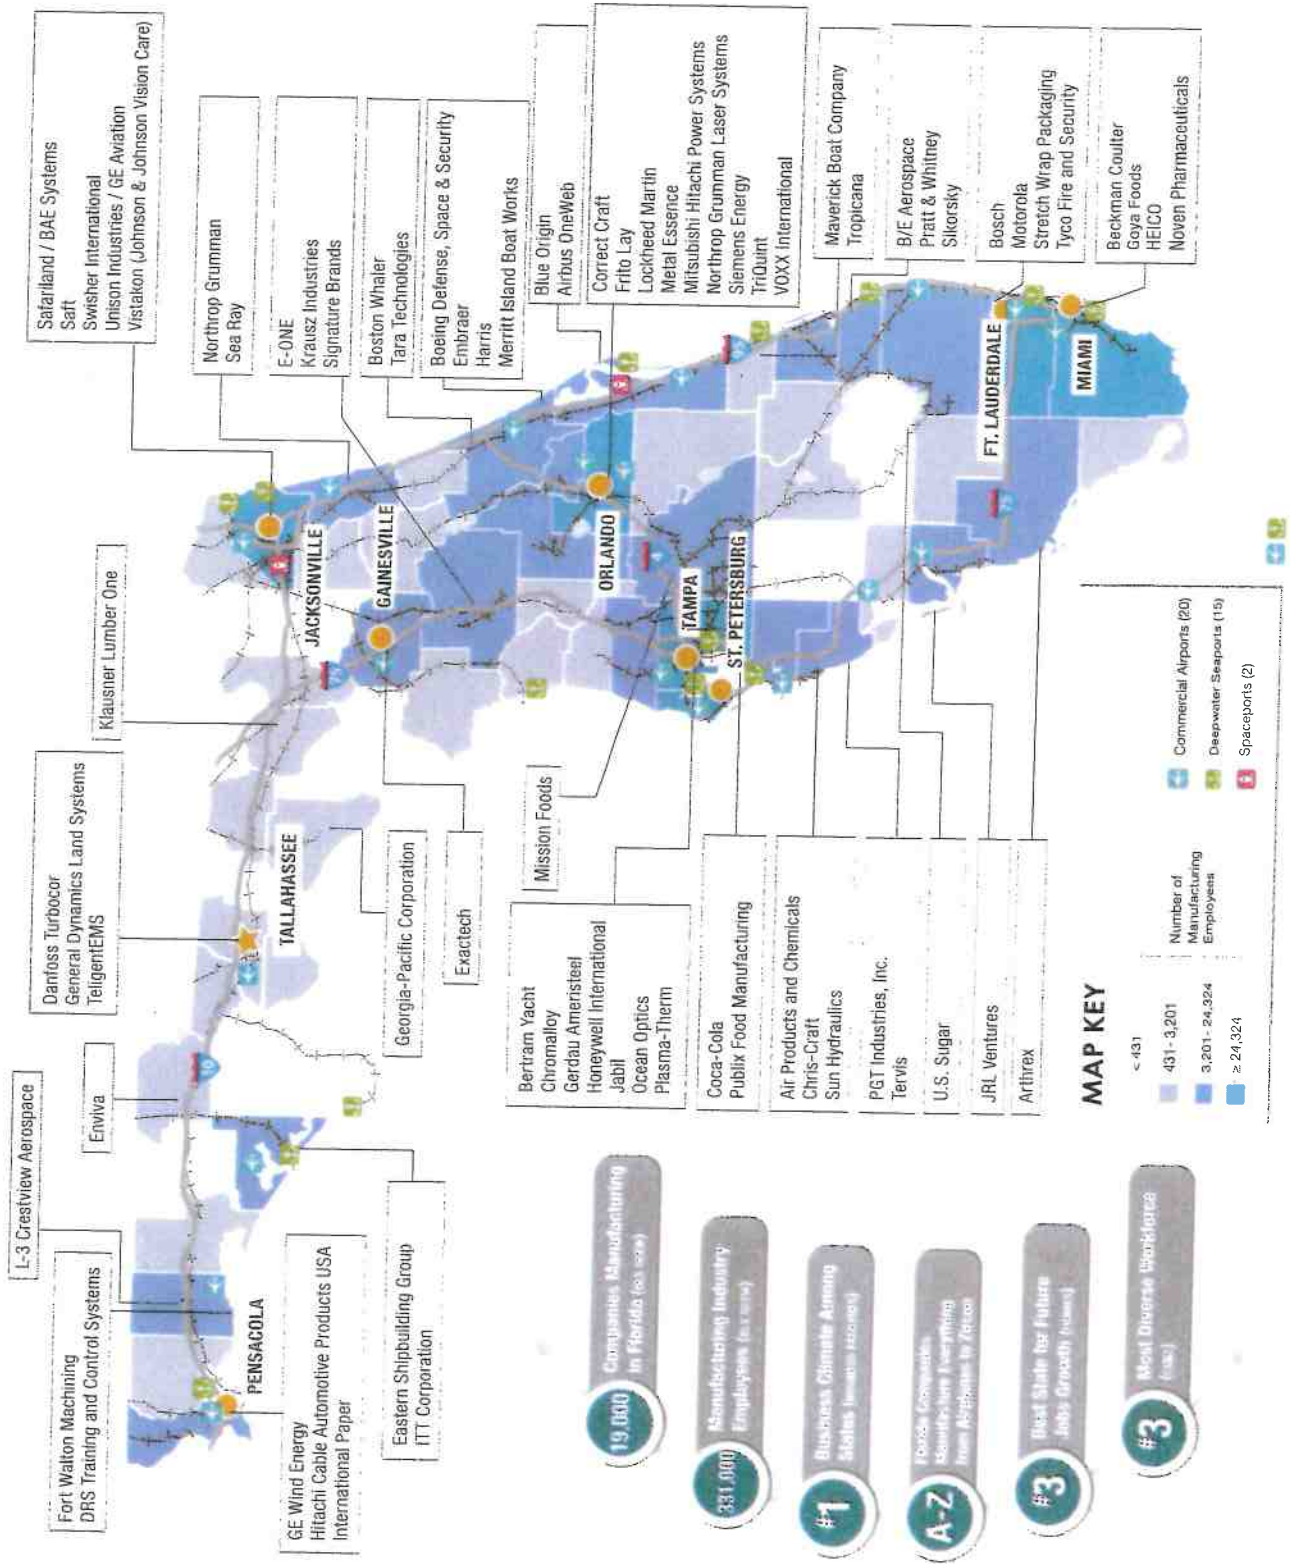 L-3 Crestview Aerospace
Fort Walton Machining
DRS Training and Control Systems
Enviva
Danfoss Turbocor
General Dynamics Land Systems
TeligentEMS
Klausner Lumber One
Safariland / BAE Systems
Saft
Swisher International
Unison Industries / GE Aviation
Vistakon (Johnson & Johnson Vision Care)
Northrop Grumman
Sea Ray
E-ONE
Krausz Industries
Signature Brands
Boston Whaler
Tara Technologies
Boeing Defense, Space & Security
Embraer
Harris
Merritt Island Boat Works
Blue Origin
Airbus OneWeb
Correct Craft
Frito Lay
Lockheed Martin
Metal Essence
Mitsubishi Hitachi Power Systems
Northrop Grumman Laser Systems
Siemens Energy
TriQuint
VOXX International
Maverick Boat Company
Tropicana
B/E Aerospace
Pratt & Whitney
Sikorsky
Bosch
Motorola
Stretch Wrap Packaging
Tyco Fire and Security
Beckman Coulter
Goya Foods
HEICO
Noven Pharmaceuticals
PENSACOLA
TALLAHASSEE
JACKSONVILLE
GAINESVILLE
ORLANDO
TAMPA
ST. PETERSBURG
FT. LAUDERDALE
MIAMI
10
75
4
95
75
GE Wind Energy
Hitachi Cable Automotive Products USA
International Paper
Eastern Shipbuilding Group
ITT Corporation
Georgia-Pacific Corporation
Exactech
Mission Foods
Bertram Yacht
Chromalloy
Gerdau Ameristeel
Honeywell International
Jabil
Ocean Optics
Plasma-Therm
Coca-Cola
Publix Food Manufacturing
Air Products and Chemicals
Chris-Craft
Sun Hydraulics
PGT Industries, Inc.
Tervis
U.S. Sugar
JRL Ventures
Arthrex
MAP KEY
< 431
431 - 3,201
3,201 - 24,324
≥ 24,324
Number of
Manufacturing
Employees
Commercial Airports (20)
Deepwater Seaports (15)
Spaceports (2)
19,000
Companies Manufacturing
in Florida
331,000
Manufacturing Industry
Employees
#1
Business Climate Among
States
A-Z
Manufacture Everything
from Airplanes to
#3
Best State for Future
Jobs Growth
#3
Most Diverse Workforce